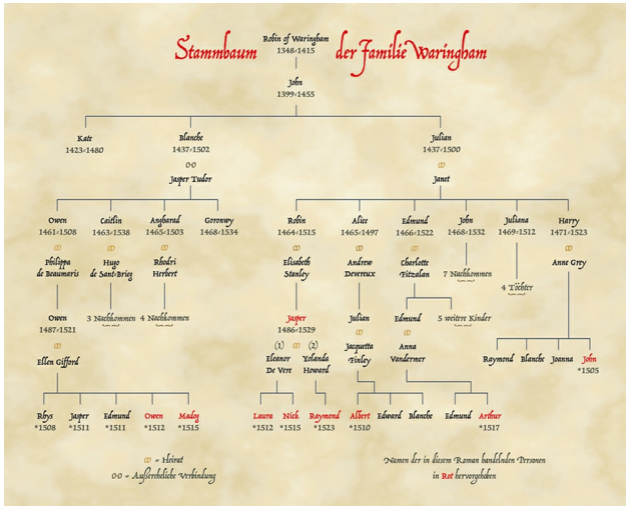 Stammbaum
Robin of Waringham
1348-1415
der Familie Waringham
John
1399-1455
Kate
1423-1480
Blanche
1437-1502
Julian
1437-1500
Jasper Tudor
Janet
Owen
1461-1508
Caitlin
1463-1538
Angharad
1465-1503
Goronwy
1468-1534
Robin
1464-1515
Alice
1465-1497
Edmund
1466-1522
John
1468-1532
Juliana
1469-1512
Harry
1471-1523
Philippa
de Beaumaris
Hugo
de Sant-Brieg
Rhodri
Herbert
Elisabeth
Stanley
Andrew
Devereux
Charlotte
Fitzalan
7 Nachkommen
4 Töchter
Anne Grey
Owen
1487-1521
3 Nachkommen
4 Nachkommen
Jasper
1486-1529
Julian
Edmund
5 weitere Kinder
Ellen Gifford
(1)
(2)
Eleanor
De Vere
Yolanda
Howard
Jacquetta
Finley
Anna
Vandermer
Raymond
Blanche
Joanna
John
*1505
Rhys
*1508
Jasper
*1511
Edmund
*1511
Owen
*1512
Madog
*1515
Laura
*1512
Nick
*1515
Raymond
*1523
Albert
*1510
Edward
Blanche
Edmund
Arthur
*1517
∞ = Heirat
o-o = Außereheliche Verbindung
Namen der in diesem Roman handelnden Personen
in Rot hervorgehoben